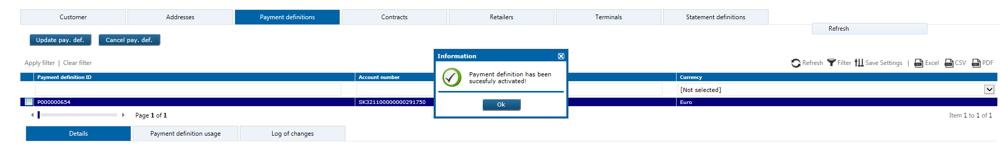 Customer
Addresses
Payment definitions
Contracts
Retailers
Terminals
Statement definitions
Refresh
Update pay. def.
Cancel pay. def.
Information
Payment definition has been
sucesfuly activated!
Ok
Apply filter | Clear filter
Refresh Filter Save Settings | Excel CSV PDF
Payment definition ID
Account number
Currency
[Not selected]
P000000654
SK321100000000291750
Euro
Page 1 of 1
Item 1 to 1 of 1
Details
Payment definition usage
Log of changes